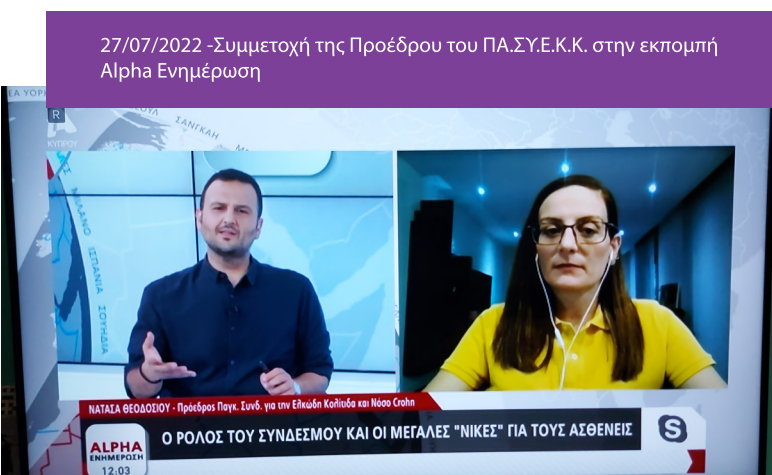 27/07/2022 -Συμμετοχή της Προέδρου του ΠΑ.ΣΥ.Ε.Κ.Κ. στην εκπομπή
Alpha Ενημέρωση
R
ΣΑΝΓΚΑΗ
ΚΥΠΡΟΥ
ΜΙΛΑΝΟ ΙΣΠΑΝΙΑ ΣΟΥΗΔΙΑ
ΝΑΤΑΣΑ ΘΕΟΔΟΣΙΟΥ - Πρόεδρος Παγκ. Συνδ. για την Ελκώδη Κολίτιδα και Νόσο Crohn
Ο ΡΟΛΟΣ ΤΟΥ ΣΥΝΔΕΣΜΟΥ ΚΑΙ ΟΙ ΜΕΓΑΛΕΣ "ΝΙΚΕΣ" ΓΙΑ ΤΟΥΣ ΑΣΘΕΝΕΙΣ
S
ALPHA
ΕΝΗΜΕΡΩΣΗ
12:03